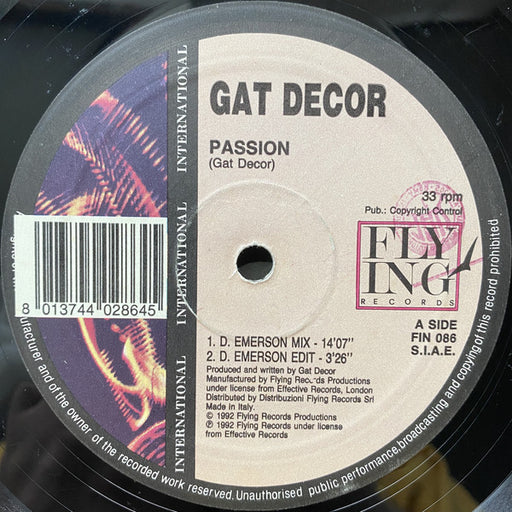 GAT DECOR
PASSION
(Gat Decor)
33 rpm
Pub.: Copyright Control
FLY
ING
RECORDS
A SIDE
FIN 086
S.I.A.E.
1. D. EMERSON MIX - 14'07"
2. D. EMERSON EDIT - 3'26"
Produced and written by Gat Decor
Manufactured by Flying Records Productions
under license from Effective Records, London
Distributed by Distribuzioni Flying Records Srl
Made in Italy.
© 1992 Flying Records Productions
℗ 1992 Flying Records under license
from Effective Records
INTERNATIONAL
INTERNATIONAL
INTERNATIONAL
INTERNATIONAL
8 013744 028645
ufacturer and of the owner of the recorded work reserved. Unauthorised public performance, broadcasting and copying of this record prohibited.